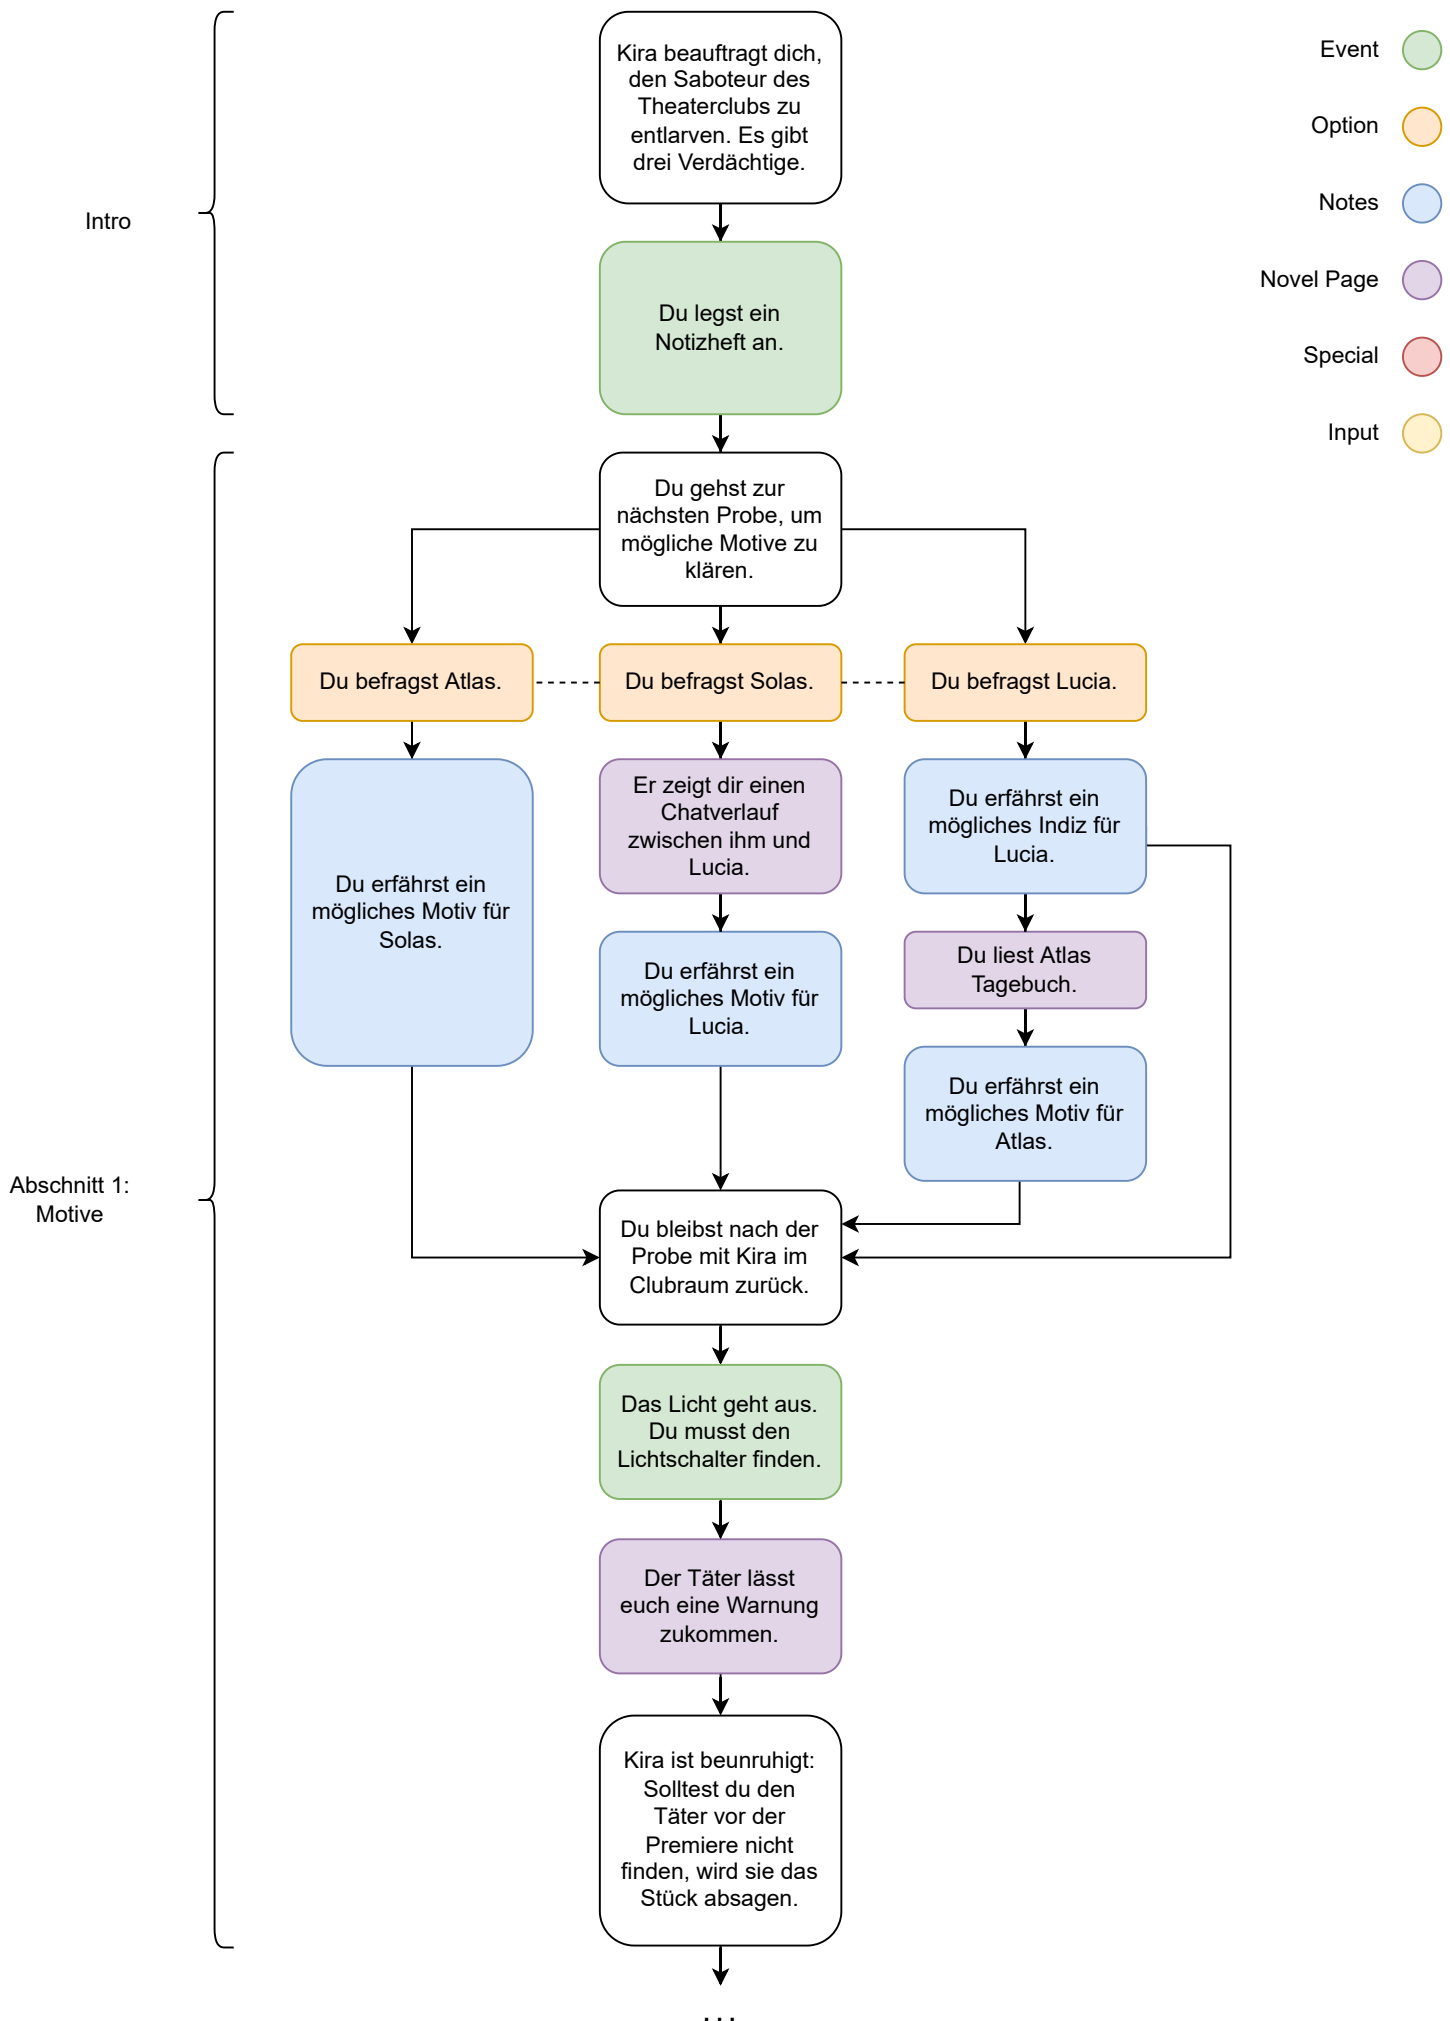 Kira beauftragt dich,
den Saboteur des
Theaterclubs zu
entlarven. Es gibt
drei Verdächtige.
Event
Option
Notes
Novel Page
Special
Input
Intro
Du legst ein
Notizheft an.
Du gehst zur
nächsten Probe, um
mögliche Motive zu
klären.
Du befragst Atlas.
Du befragst Solas.
Du befragst Lucia.
Du erfährst ein
mögliches Motiv für
Solas.
Er zeigt dir einen
Chatverlauf
zwischen ihm und
Lucia.
Du erfährst ein
mögliches Motiv für
Lucia.
Du erfährst ein
mögliches Indiz für
Lucia.
Du liest Atlas
Tagebuch.
Du erfährst ein
mögliches Motiv für
Atlas.
Abschnitt 1:
Motive
Du bleibst nach der
Probe mit Kira im
Clubraum zurück.
Das Licht geht aus.
Du musst den
Lichtschalter finden.
Der Täter lässt
euch eine Warnung
zukommen.
Kira ist beunruhigt:
Solltest du den
Täter vor der
Premiere nicht
finden, wird sie das
Stück absagen.
...